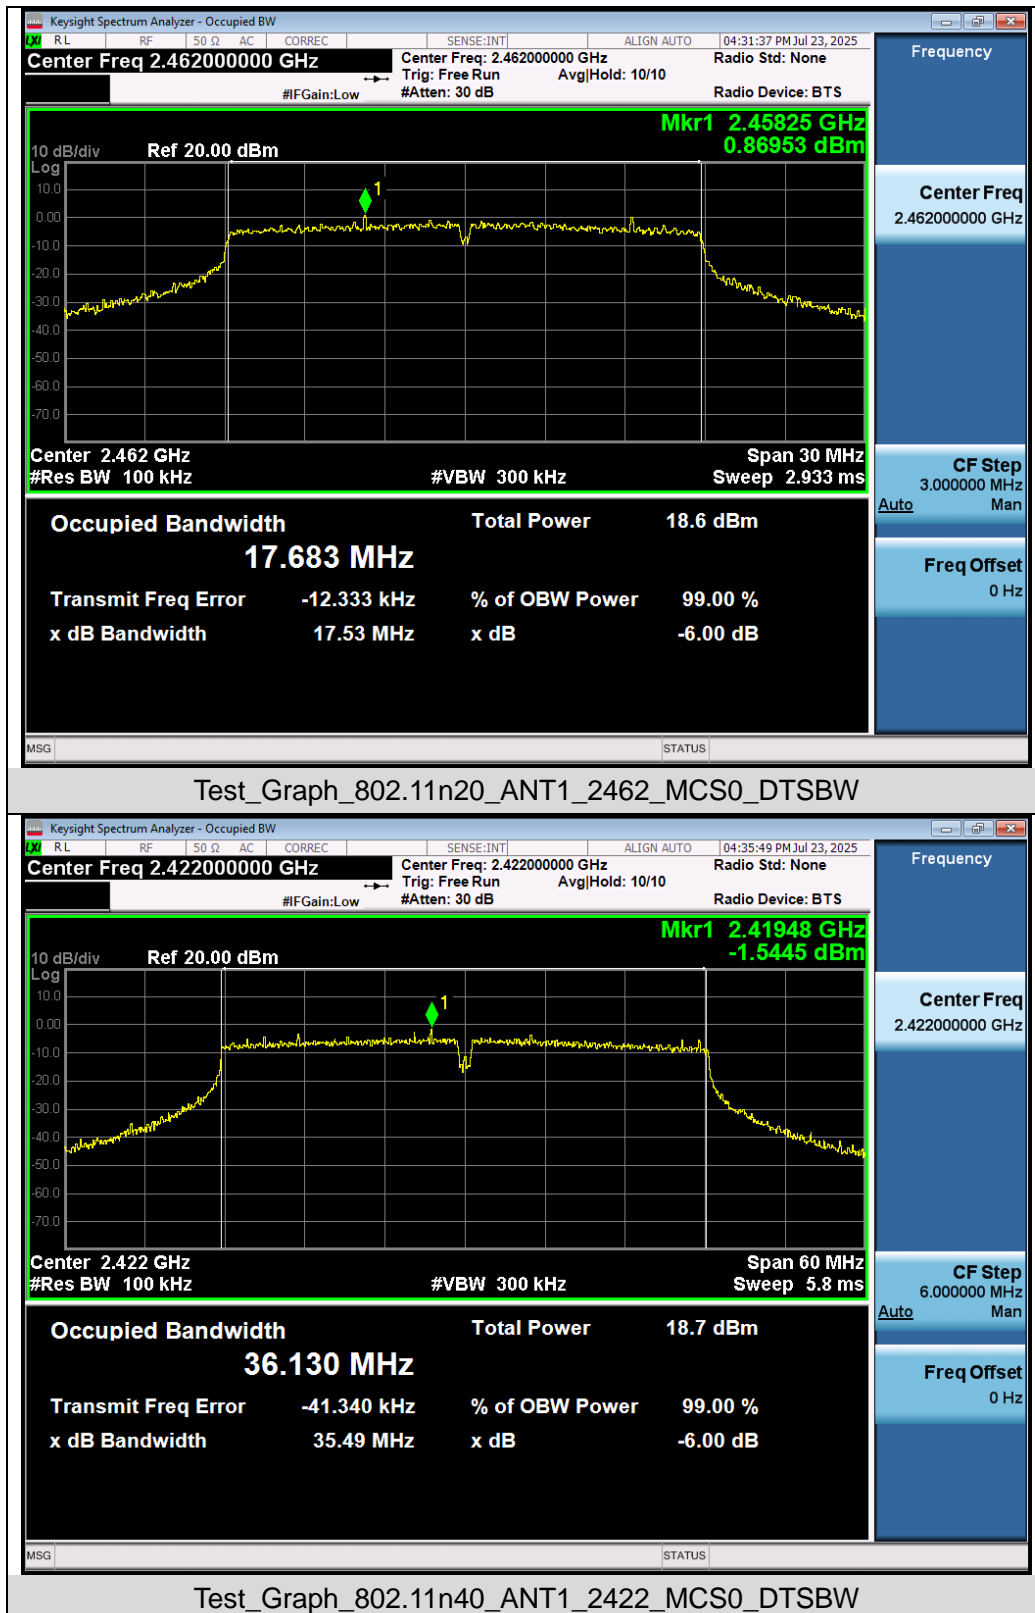 Keysight Spectrum Analyzer - Occupied BW
LXI RL RF 50 Ω AC CORREC SENSE:INT ALIGN AUTO 04:31:37 PM Jul 23, 2025
Center Freq 2.462000000 GHz
Center Freq: 2.462000000 GHz Radio Std: None
Trig: Free Run Avg|Hold: 10/10
#IFGain:Low #Atten: 30 dB Radio Device: BTS
Mkr1 2.45825 GHz
0.86953 dBm
10 dB/div Ref 20.00 dBm
Log
10.0
1
0.00
-10.0
-20.0
-30.0
-40.0
-50.0
-60.0
-70.0
Center 2.462 GHz Span 30 MHz
#Res BW 100 kHz #VBW 300 kHz Sweep 2.933 ms
Occupied Bandwidth Total Power 18.6 dBm
17.683 MHz
Transmit Freq Error -12.333 kHz % of OBW Power 99.00 %
x dB Bandwidth 17.53 MHz x dB -6.00 dB
MSG STATUS
Frequency
Center Freq
2.462000000 GHz
CF Step
3.000000 MHz
Auto Man
Freq Offset
0 Hz
Test_Graph_802.11n20_ANT1_2462_MCS0_DTSBW
Keysight Spectrum Analyzer - Occupied BW
LXI RL RF 50 Ω AC CORREC SENSE:INT ALIGN AUTO 04:35:49 PM Jul 23, 2025
Center Freq 2.422000000 GHz
Center Freq: 2.422000000 GHz Radio Std: None
Trig: Free Run Avg|Hold: 10/10
#IFGain:Low #Atten: 30 dB Radio Device: BTS
Mkr1 2.41948 GHz
-1.5445 dBm
10 dB/div Ref 20.00 dBm
Log
10.0
1
0.00
-10.0
-20.0
-30.0
-40.0
-50.0
-60.0
-70.0
Center 2.422 GHz Span 60 MHz
#Res BW 100 kHz #VBW 300 kHz Sweep 5.8 ms
Occupied Bandwidth Total Power 18.7 dBm
36.130 MHz
Transmit Freq Error -41.340 kHz % of OBW Power 99.00 %
x dB Bandwidth 35.49 MHz x dB -6.00 dB
MSG STATUS
Frequency
Center Freq
2.422000000 GHz
CF Step
6.000000 MHz
Auto Man
Freq Offset
0 Hz
Test_Graph_802.11n40_ANT1_2422_MCS0_DTSBW